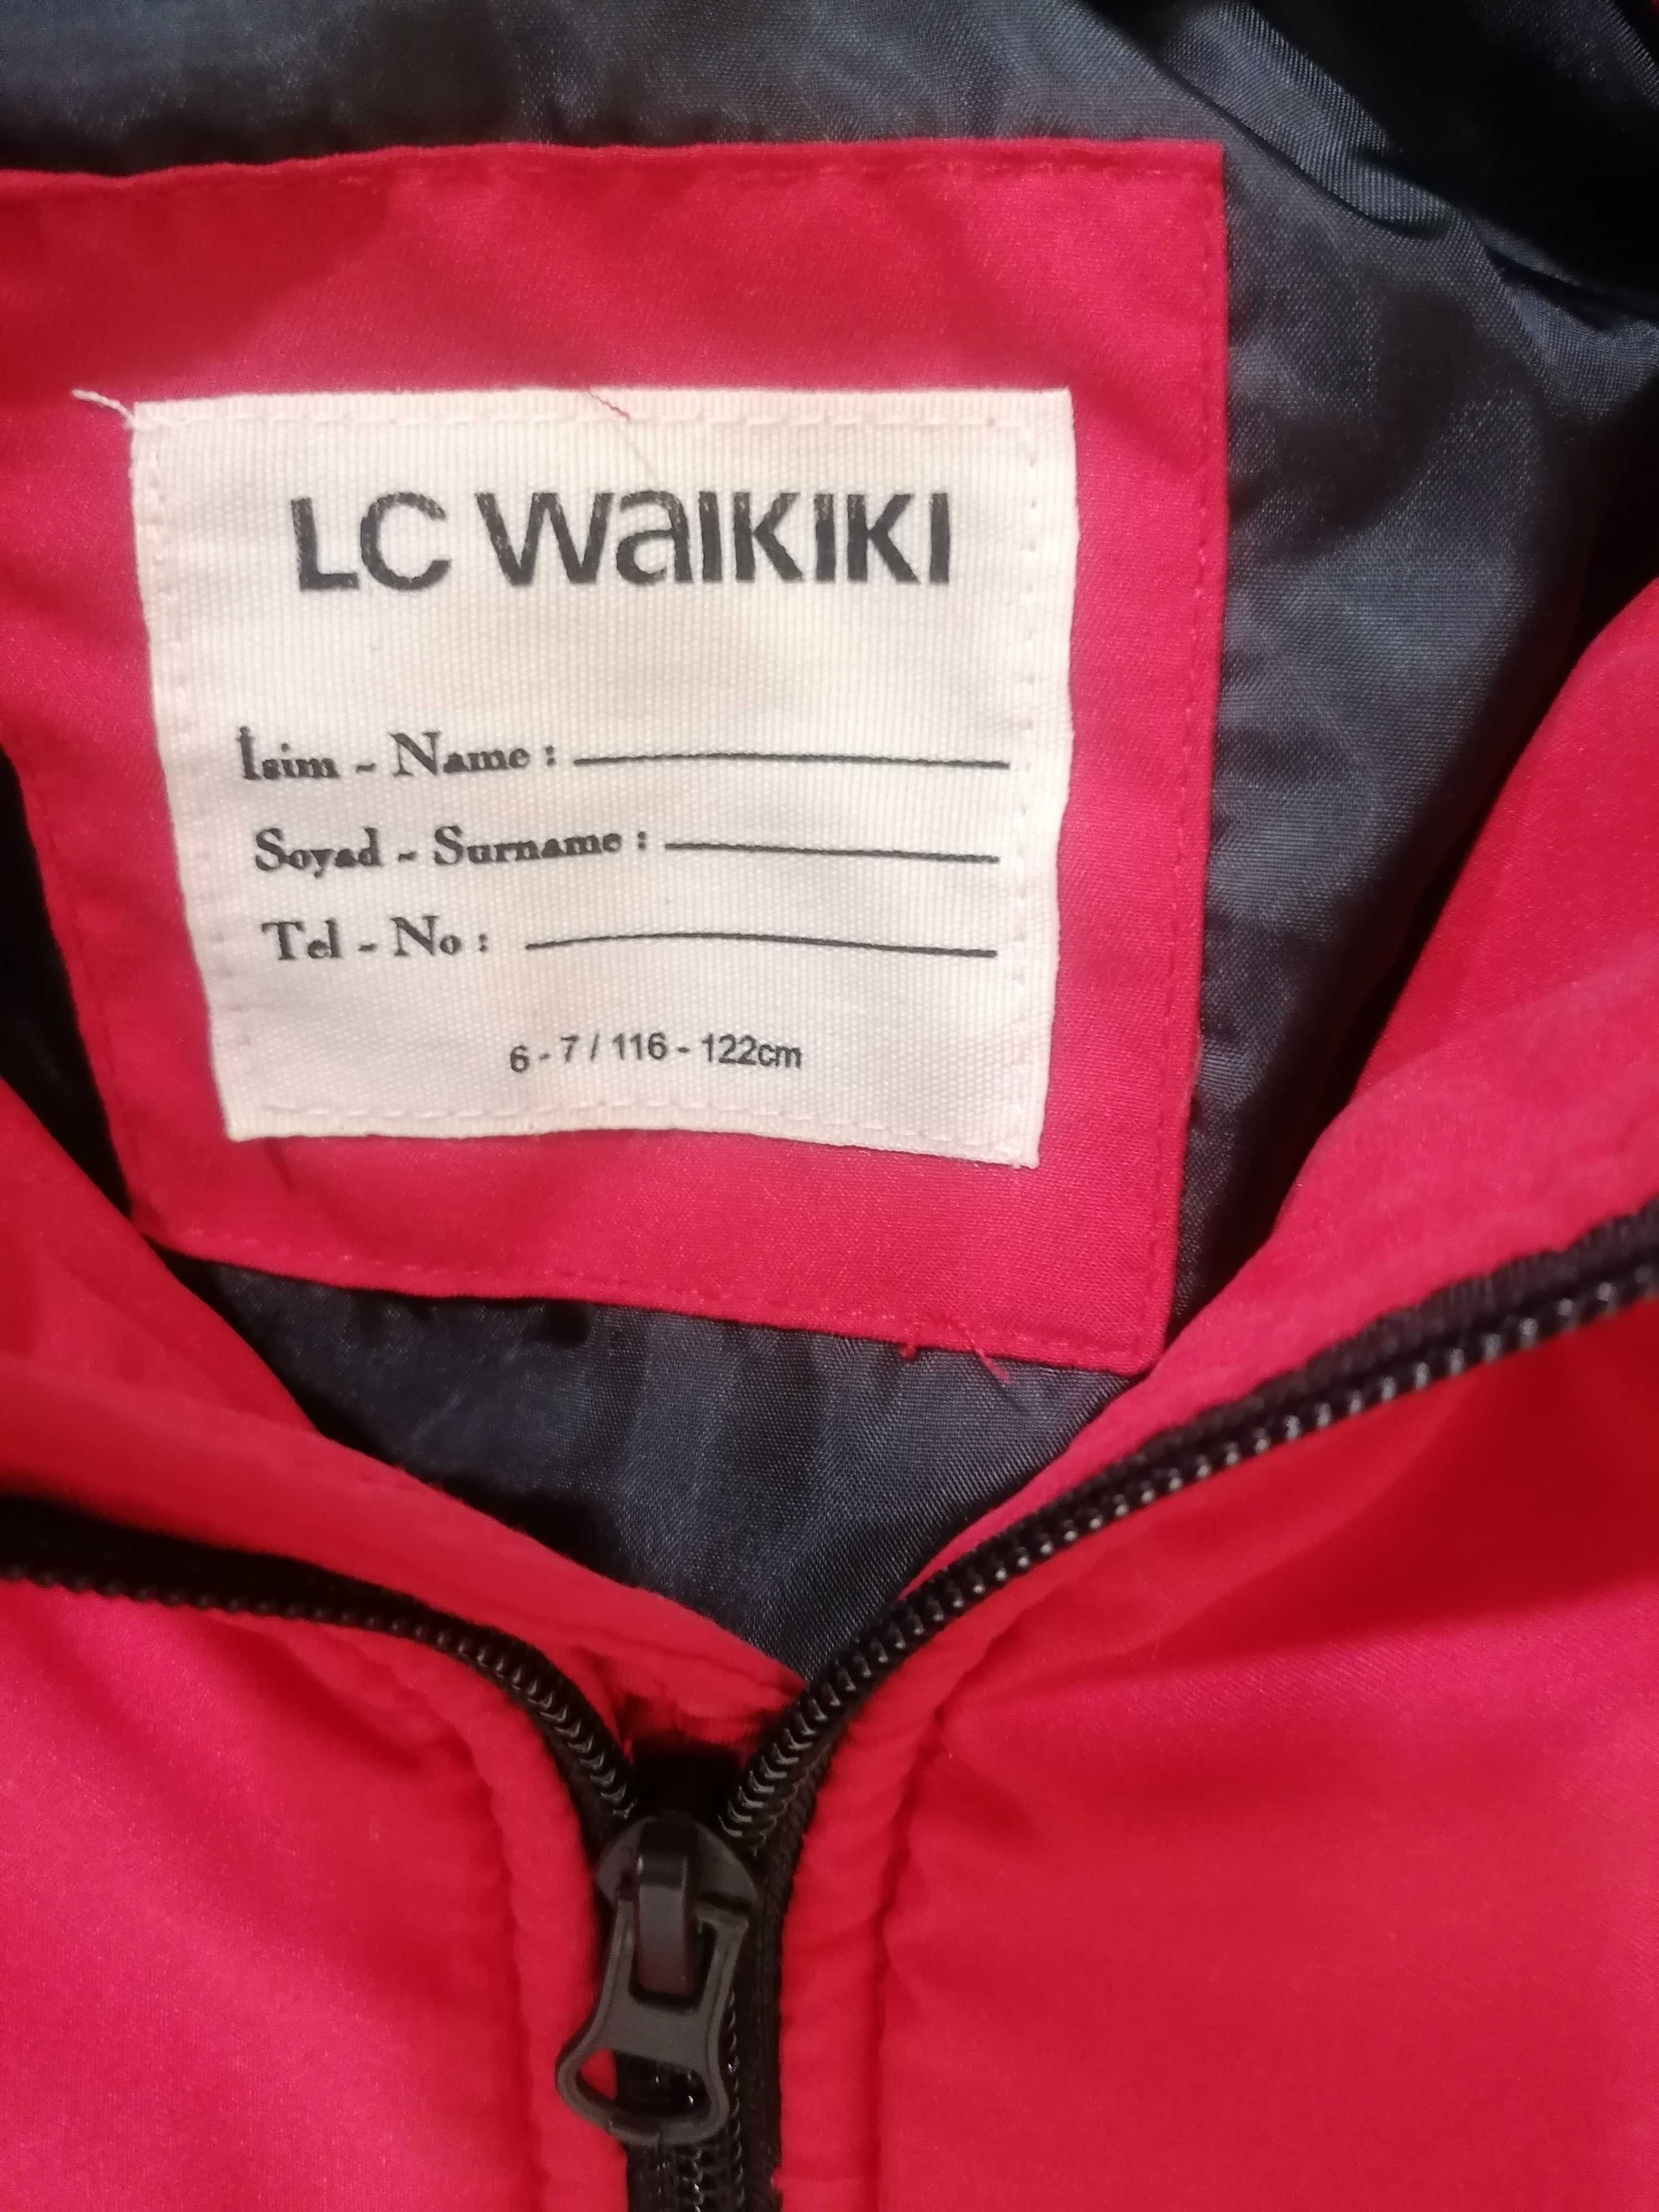 LC WaIKIKI
İsim - Name :
Soyad - Surname :
Tel - No :
6 - 7 / 116 - 122cm